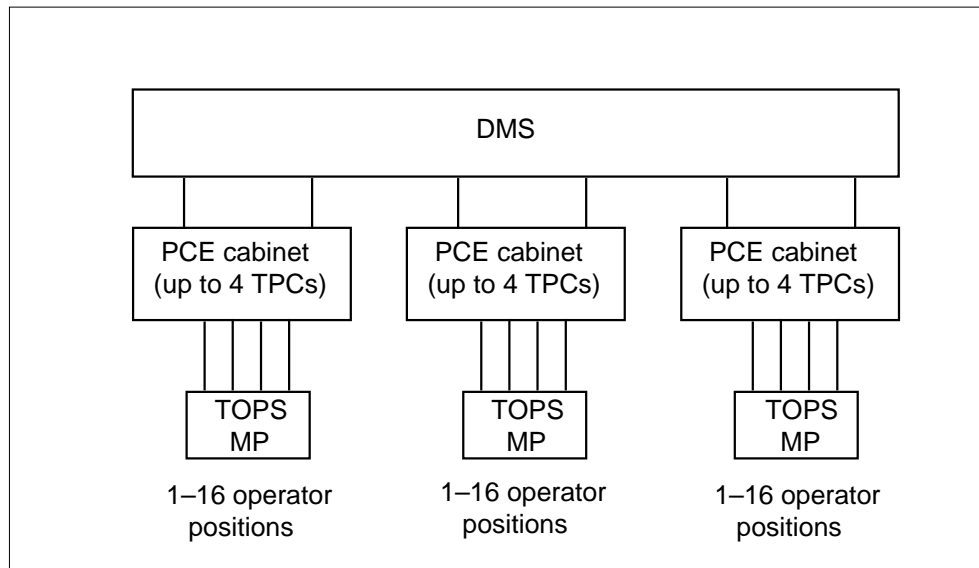 DMS
PCE cabinet
(up to 4 TPCs)
PCE cabinet
(up to 4 TPCs)
PCE cabinet
(up to 4 TPCs)
TOPS
MP
TOPS
MP
TOPS
MP
1–16 operator
positions
1–16 operator
positions
1–16 operator
positions